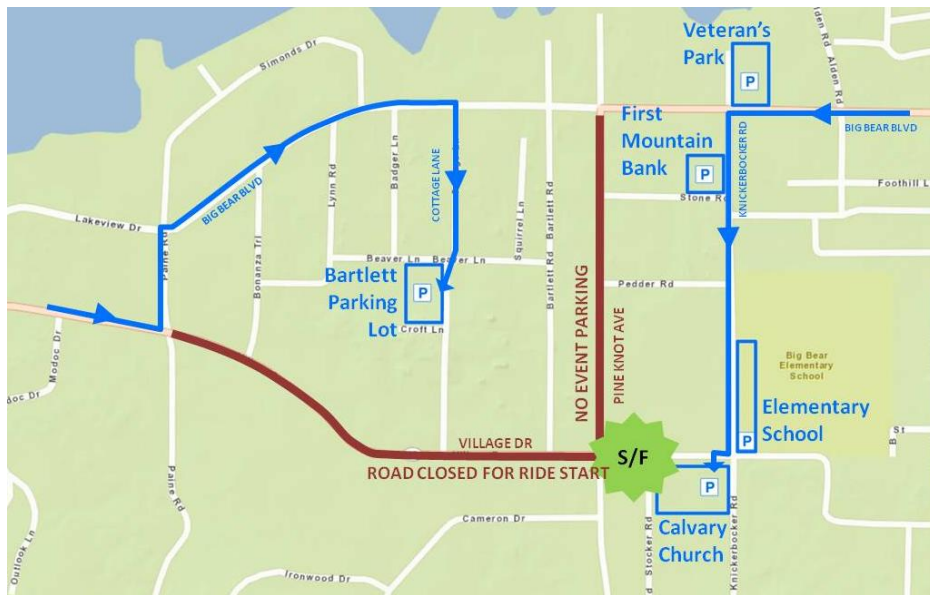 Veteran's
Park
P
Simonds Dr
Alden Rd
BIG BEAR BLVD
First
Mountain
Bank
P
KNICKERBOCKER RD
Badger Ln
Lynn Rd
COTTAGE LANE
BIG BEAR BLVD
Lakeview Dr
Paine Rd
Bonanza Trl
Squirrel Ln
Bartlett Rd
Bartlett Rd
Stone Rd
Foothill L
Beaver Ln
Beaver Ln
Bartlett
Parking
Lot
P
Croft Ln
Pedder Rd
NO EVENT PARKING
PINE KNOT AVE
Modoc Dr
doc Dr
Big Bear
Elementary
School
Elementary
School
P
B St
VILLAGE DR
ROAD CLOSED FOR RIDE START
S/F
P
Calvary
Church
Paine Rd
Cameron Dr
Stocker Rd
Knickerbocker Rd
Outlook Ln
Ironwood Dr